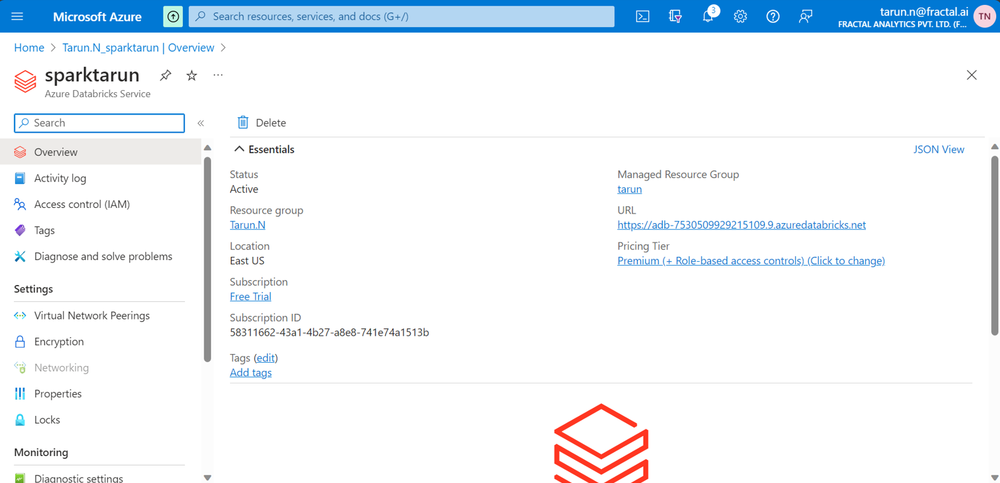 Microsoft Azure
Search resources, services, and docs (G+/)
3
tarun.n@fractal.ai
FRACTAL ANALYTICS PVT. LTD. (F...
TN
Home > Tarun.N_sparktarun | Overview >
sparktarun
...
Azure Databricks Service
Search
«
Delete
Overview
Activity log
Access control (IAM)
Tags
Diagnose and solve problems
Settings
Virtual Network Peerings
Encryption
Networking
Properties
Locks
Monitoring
Diagnostic settings
Essentials
JSON View
Status
Active
Resource group
Tarun.N
Location
East US
Subscription
Free Trial
Subscription ID
58311662-43a1-4b27-a8e8-741e74a1513b
Tags (edit)
Add tags
Managed Resource Group
tarun
URL
https://adb-7530509929215109.9.azuredatabricks.net
Pricing Tier
Premium (+ Role-based access controls) (Click to change)